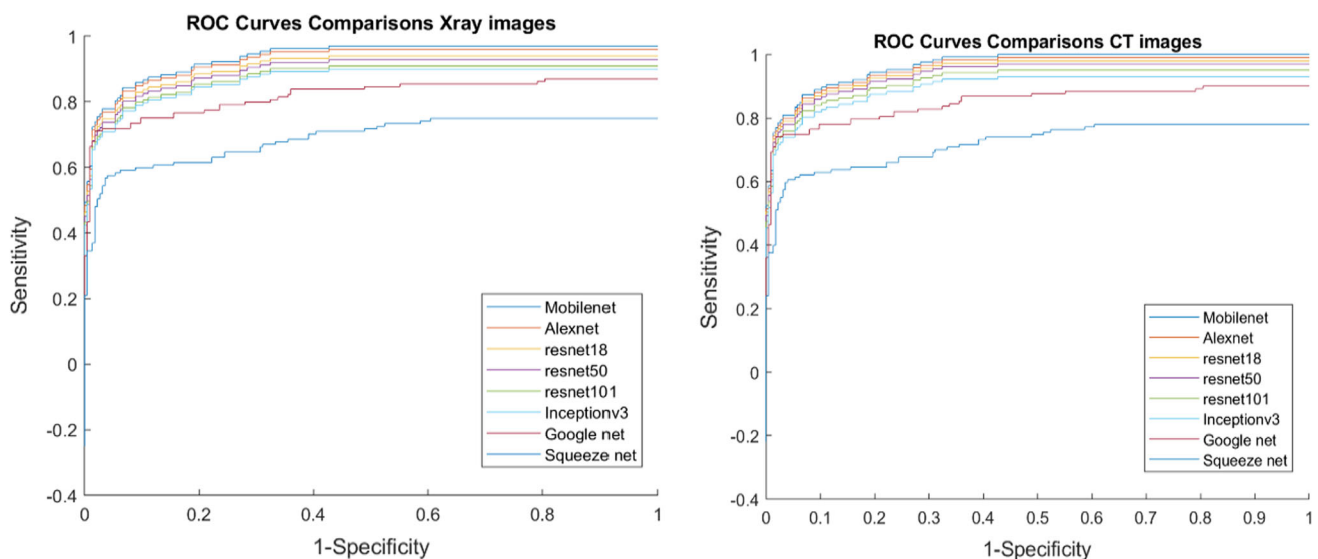 ROC Curves Comparisons Xray images
1
0.8
0.6
0.4
0.2
0
-0.2
-0.4
Sensitivity
Mobilenet
Alexnet
resnet18
resnet50
resnet101
Inceptionv3
Google net
Squeeze net
0 0.2 0.4 0.6 0.8 1
1-Specificity
ROC Curves Comparisons CT images
1
0.8
0.6
0.4
0.2
0
-0.2
-0.4
Sensitivity
Mobilenet
Alexnet
resnet18
resnet50
resnet101
Inceptionv3
Google net
Squeeze net
0 0.1 0.2 0.3 0.4 0.5 0.6 0.7 0.8 0.9 1
1-Specificity